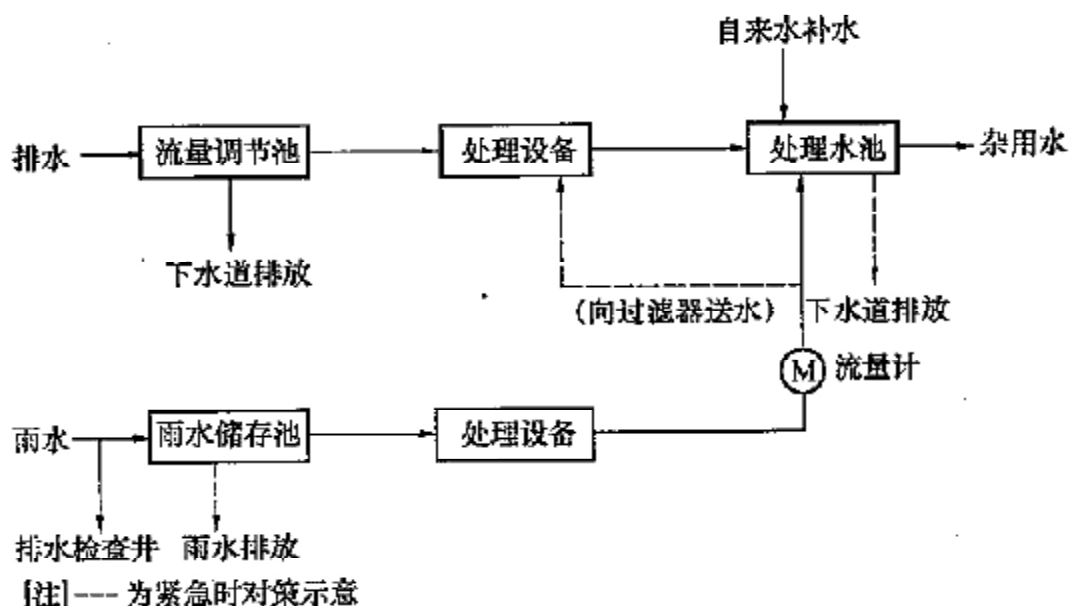 自来水补水
排水
流量调节池
处理设备
处理水池
杂用水
下水道排放
(向过滤器送水)
下水道排放
M
流量计
雨水
雨水储存池
处理设备
排水检查井
雨水排放
[注]--- 为紧急时对策示意